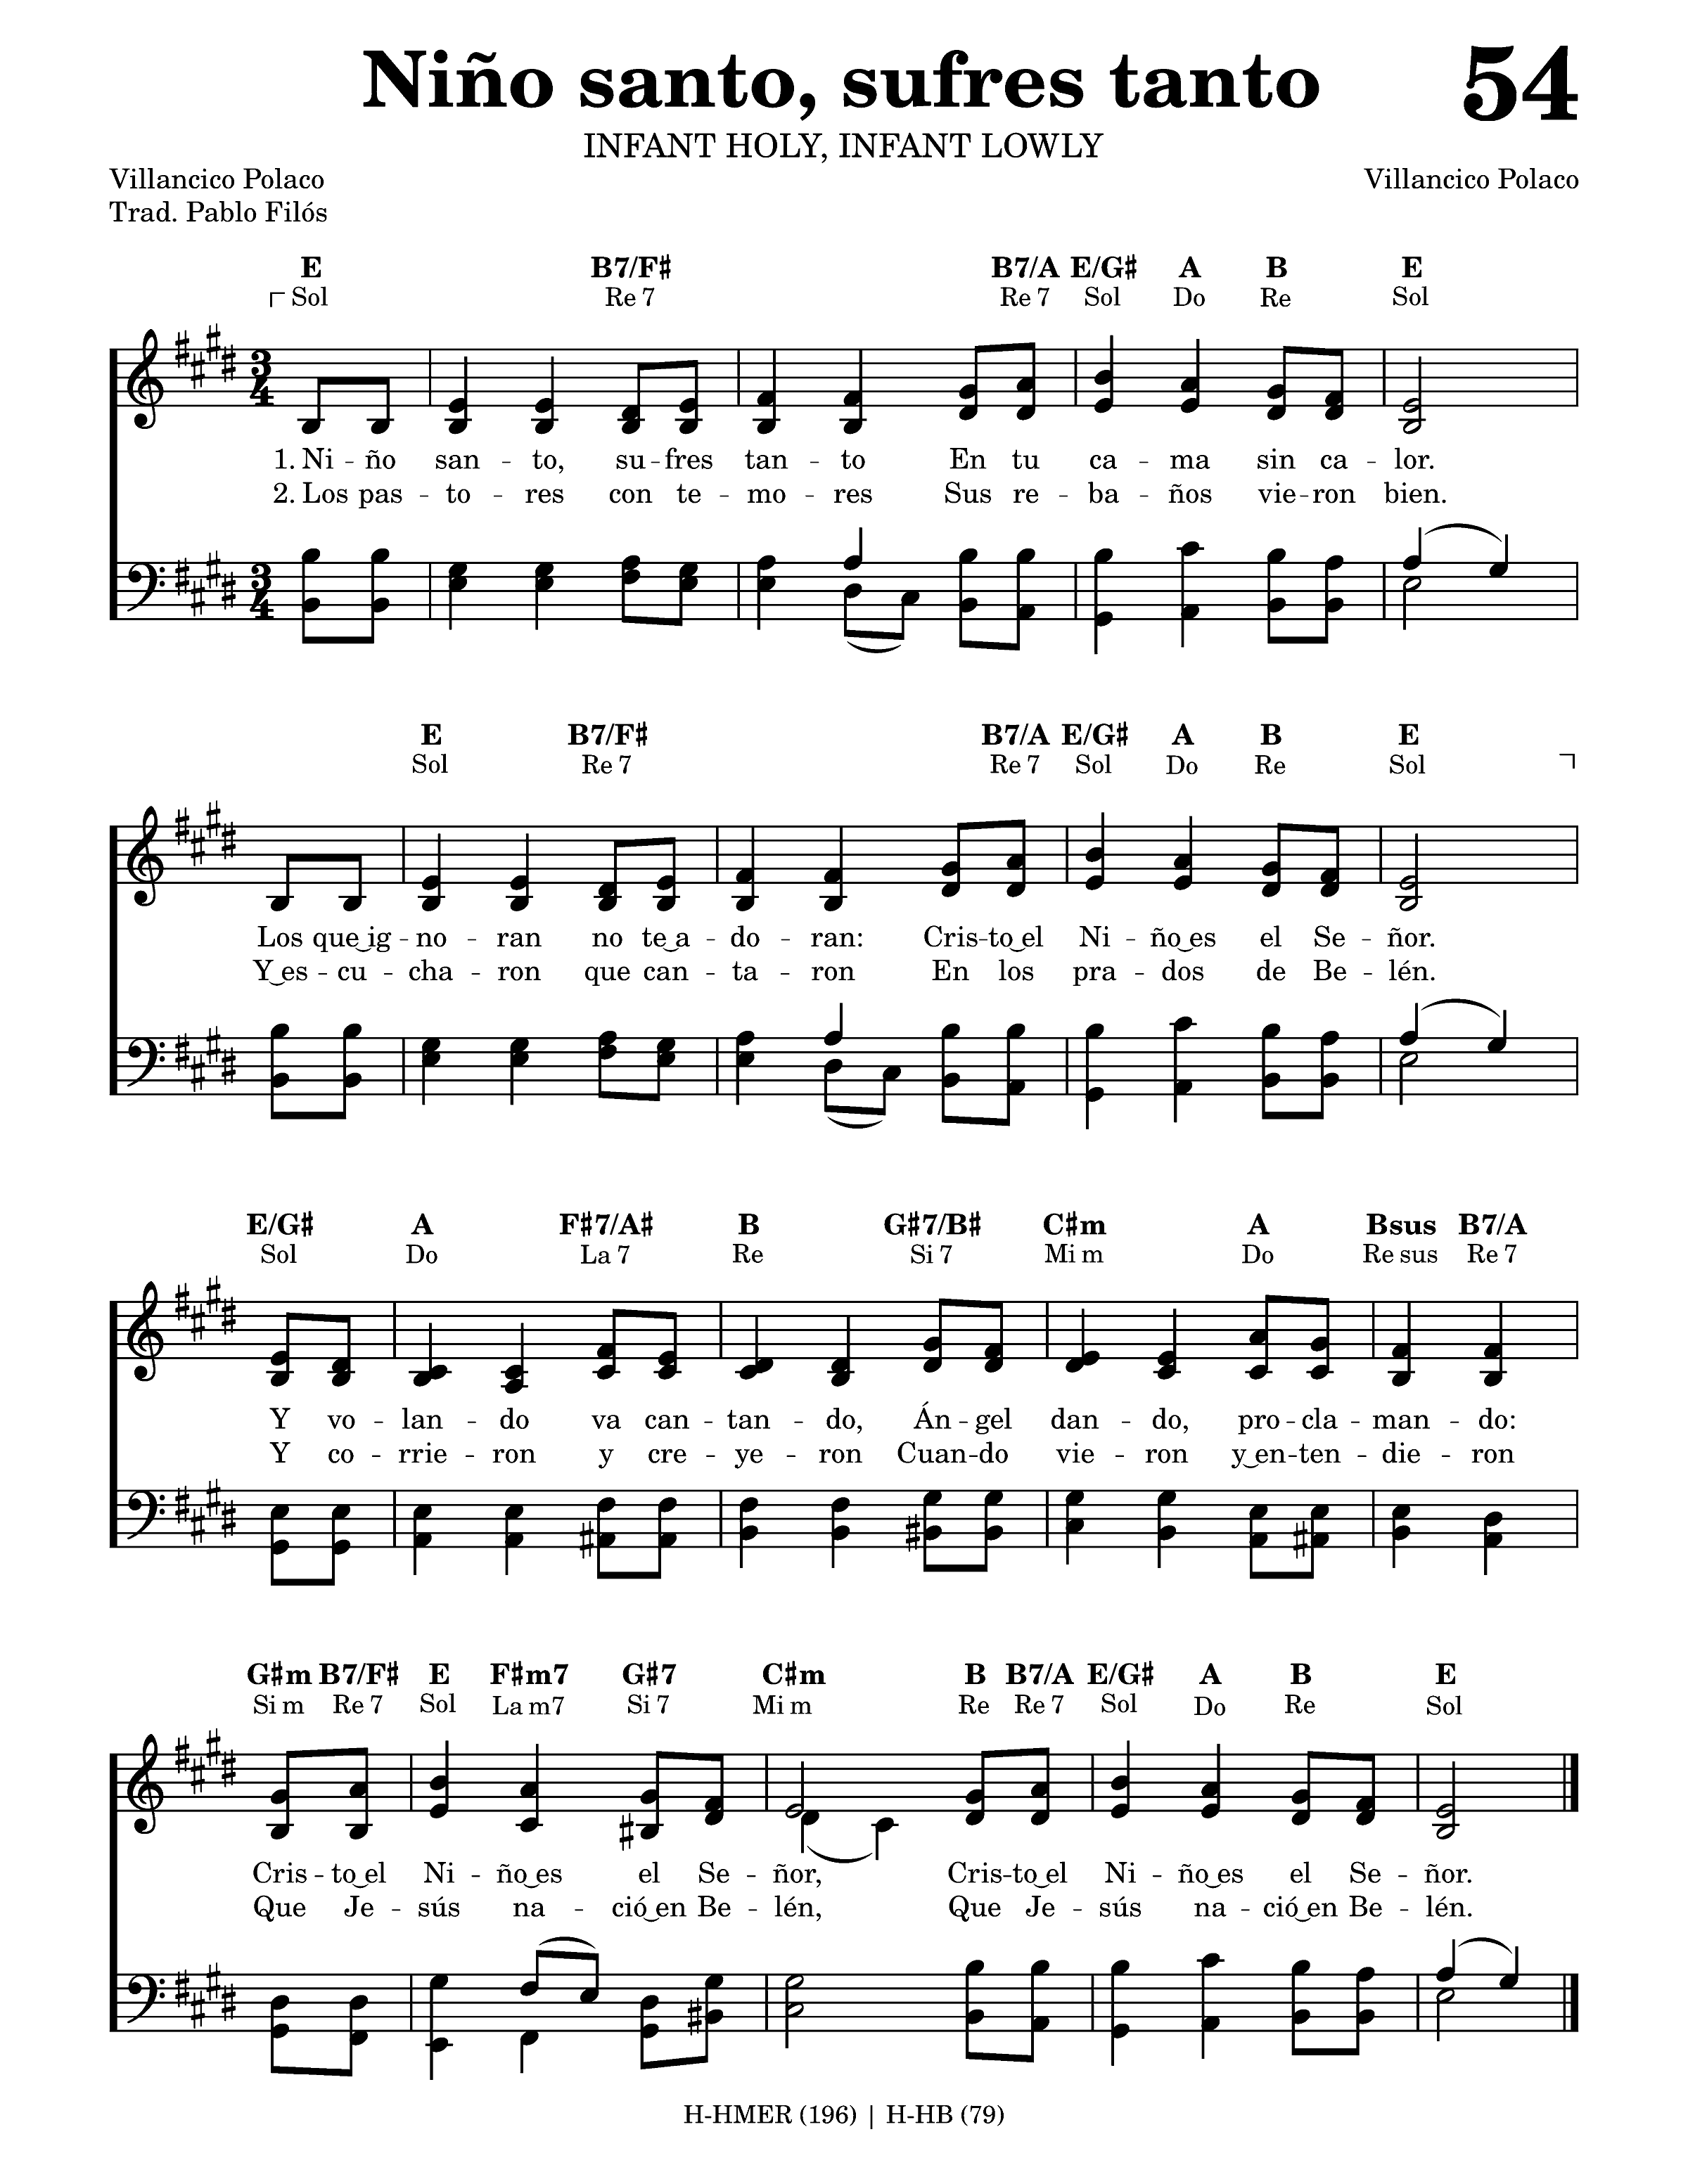 Niño santo, sufres tanto
54
INFANT HOLY, INFANT LOWLY
Villancico Polaco
Villancico Polaco
Trad. Pablo Filós
E B7/F♯ B7/A E/G♯ A B E
Sol Re 7 Re 7 Sol Do Re Sol
3/4
1. Ni - ño san - to, su - fres tan - to En tu ca - ma sin ca - lor.
2. Los pas - to - res con te - mo - res Sus re - ba - ños vie - ron bien.
3/4
E B7/F♯ B7/A E/G♯ A B E
Sol Re 7 Re 7 Sol Do Re Sol
Los que‿ig - no - ran no te‿a - do - ran: Cris - to‿el Ni - ño‿es el Se - ñor.
Y‿es - cu - cha - ron que can - ta - ron En los pra - dos de Be - lén.
E/G♯ A F♯7/A♯ B G♯7/B♯ C♯m A Bsus B7/A
Sol Do La 7 Re Si 7 Mi m Do Re sus Re 7
Y vo - lan - do va can - tan - do, Án - gel dan - do, pro - cla - man - do:
Y co - rrie - ron y cre - ye - ron Cuan - do vie - ron y‿en - ten - die - ron
G♯m B7/F♯ E F♯m7 G♯7 C♯m B B7/A E/G♯ A B E
Si m Re 7 Sol La m7 Si 7 Mi m Re Re 7 Sol Do Re Sol
Cris - to‿el Ni - ño‿es el Se - ñor, Cris - to‿el Ni - ño‿es el Se - ñor.
Que Je - sús na - ció‿en Be - lén, Que Je - sús na - ció‿en Be - lén.
H-HMER (196) | H-HB (79)